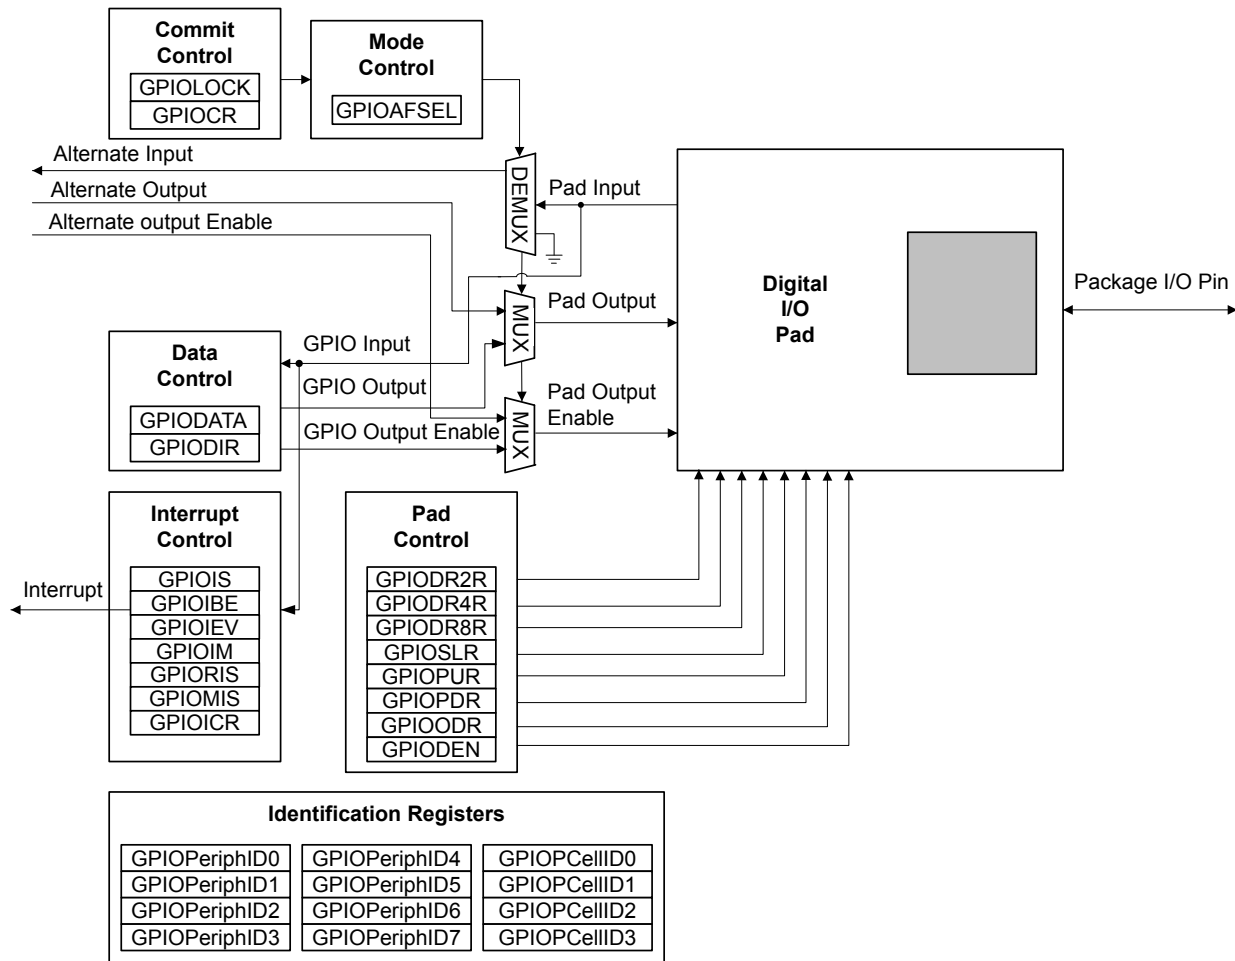 Commit
Control
GPIOLOCK
GPIOCR
Mode
Control
GPIOAFSEL
Alternate Input
Alternate Output
Alternate output Enable
DEMUX
Pad Input
MUX
Pad Output
MUX
Pad Output
Enable
Digital
I/O
Pad
Package I/O Pin
Data
Control
GPIODATA
GPIODIR
GPIO Input
GPIO Output
GPIO Output Enable
Interrupt
Control
GPIOIS
GPIOIBE
GPIOIEV
GPIOIM
GPIORIS
GPIOMIS
GPIOICR
Interrupt
Pad
Control
GPIODR2R
GPIODR4R
GPIODR8R
GPIOSLR
GPIOPUR
GPIOPDR
GPIOODR
GPIODEN
Identification Registers
GPIOPeriphID0
GPIOPeriphID1
GPIOPeriphID2
GPIOPeriphID3
GPIOPeriphID4
GPIOPeriphID5
GPIOPeriphID6
GPIOPeriphID7
GPIOPCellID0
GPIOPCellID1
GPIOPCellID2
GPIOPCellID3